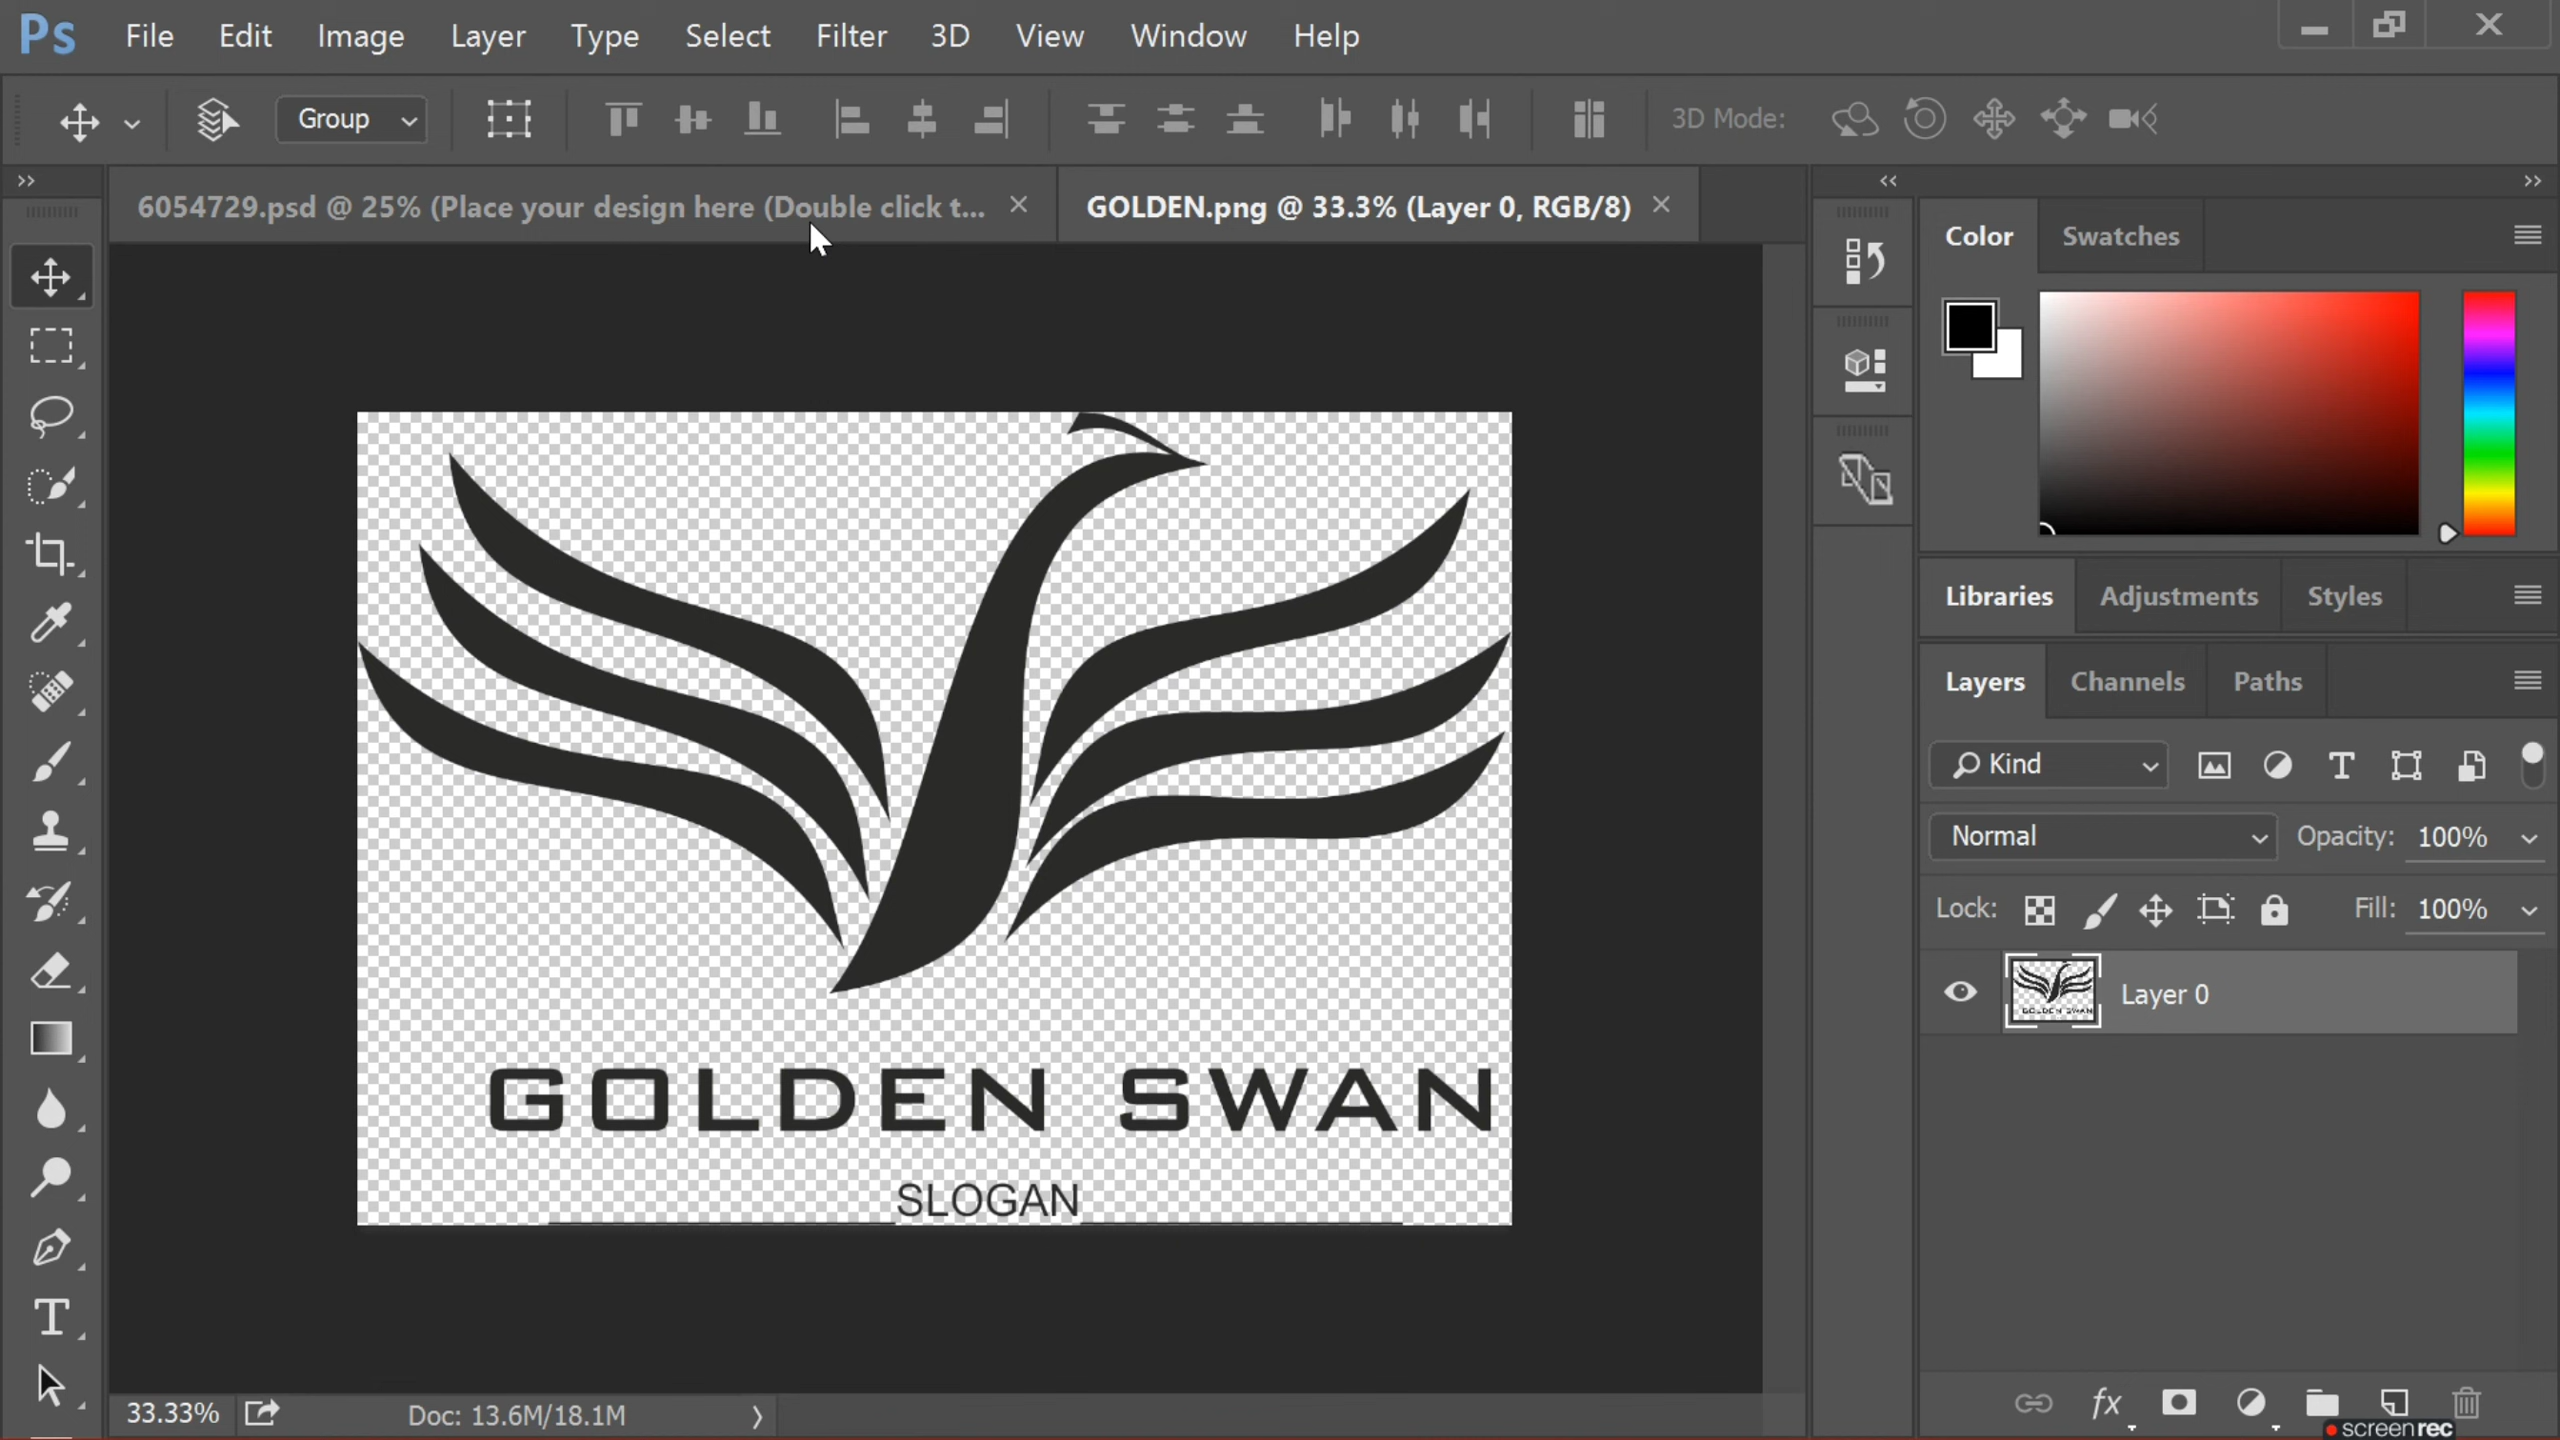 Ps File Edit Image Layer Type Select Filter 3D View Window Help
Group 3D Mode:
6054729.psd @ 25% (Place your design here (Double click t... GOLDEN.png @ 33.3% (Layer 0, RGB/8)
Color Swatches
Libraries Adjustments Styles
Layers Channels Paths
Kind
Normal Opacity: 100%
Lock: Fill: 100%
GOLDEN SWAN Layer 0
GOLDEN SWAN
SLOGAN
33.33% Doc: 13.6M/18.1M fx
screenrec